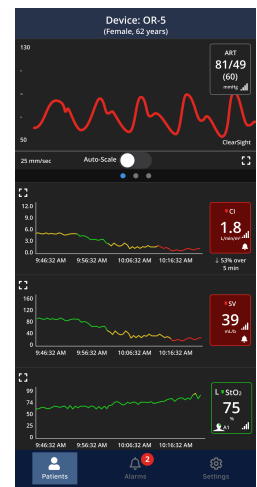 Device: OR-5
(Female, 62 years)
130
ART
81/49
(60)
mmHg
50
ClearSight
25 mm/sec
Auto-Scale
12.0
9.0
6.0
3.0
0.0
9:46:32 AM 9:56:32 AM 10:06:32 AM 10:16:32 AM
CI
1.8
L/min/m²
↓ 53% over
5 min
160
120
80
40
0
9:46:32 AM 9:56:32 AM 10:06:32 AM 10:16:32 AM
SV
39
mL/b
99
74
50
25
0
9:46:32 AM 9:56:32 AM 10:06:32 AM 10:16:32 AM
L StO₂
75
%
A1
Patients
2
Alarms
Settings